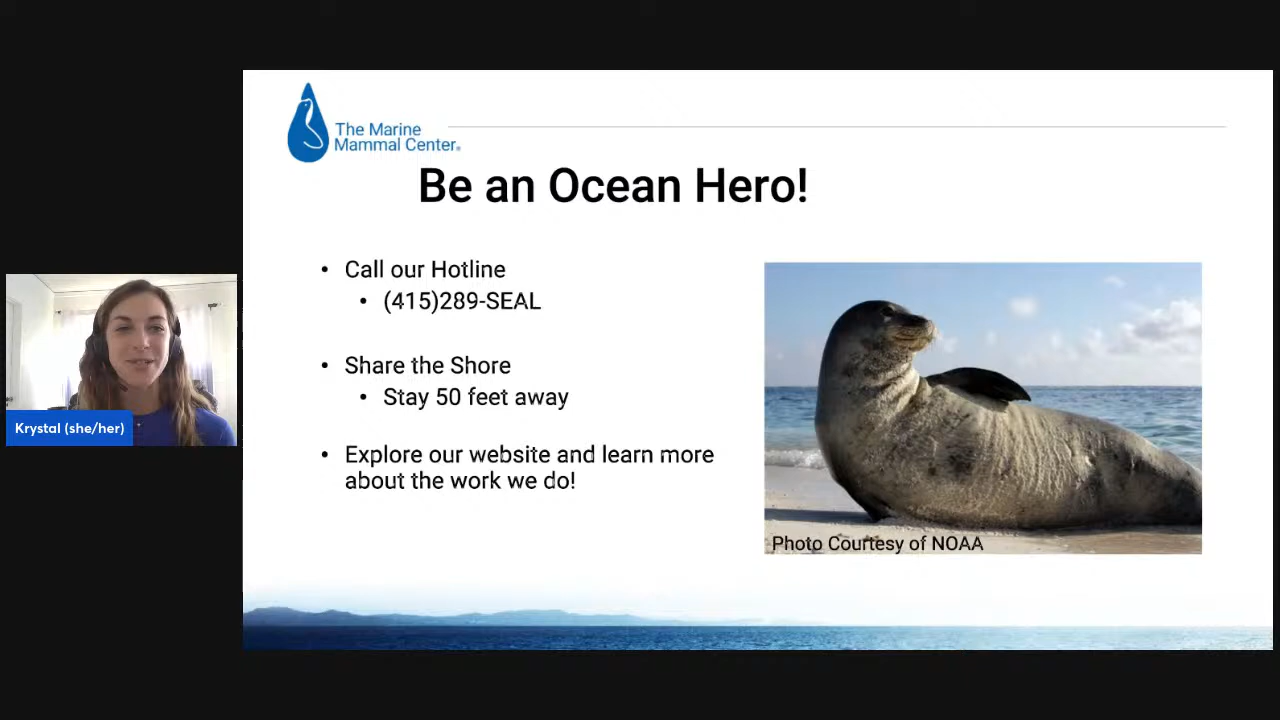 The Marine
Mammal Center®
Be an Ocean Hero!
• Call our Hotline
• (415)289-SEAL
• Share the Shore
• Stay 50 feet away
• Explore our website and learn more
about the work we do!
Photo Courtesy of NOAA
Krystal (she/her)